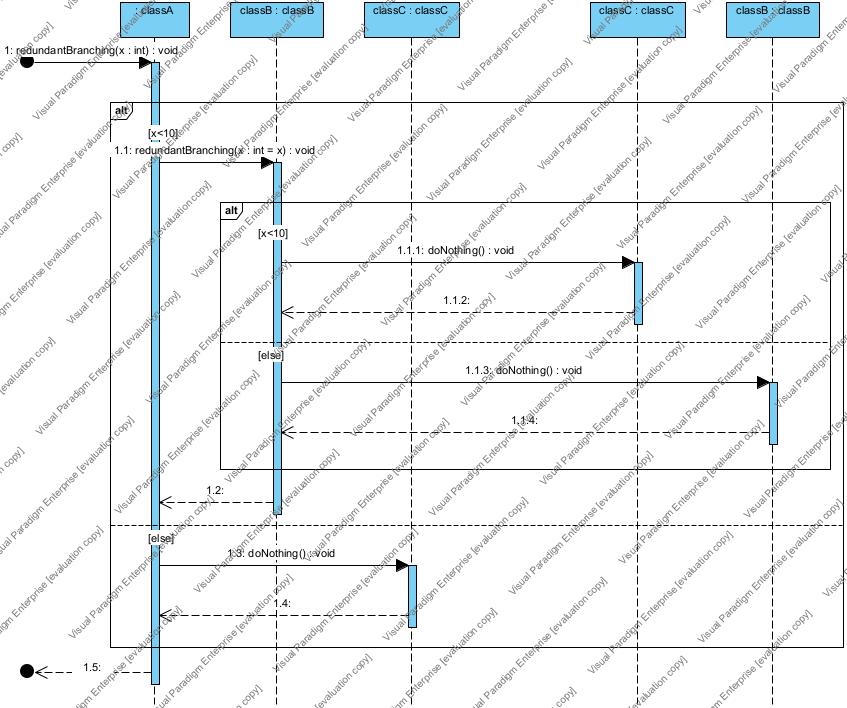 : classA
classB : classB
classC : classC
classC : classC
classB : classB
1: redundantBranching(x : int) : void
alt
[x<10]
1.1: redundantBranching(x : int = x) : void
alt
[x<10]
1.1.1: doNothing() : void
1.1.2:
[else]
1.1.3: doNothing() : void
1.1.4:
1.2:
[else]
1.3: doNothing() : void
1.4:
1.5:
Visual Paradigm Enterprise [evaluation copy]